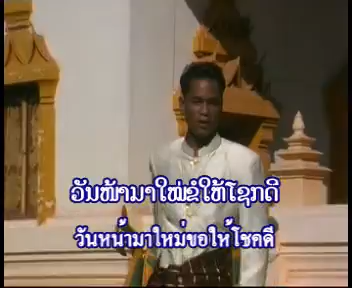 ວັນໜ້າມາໃໝ່ຂໍໃຫ້ໂຊກດີ
วันหน้ามาใหม่ขอให้โชคดี